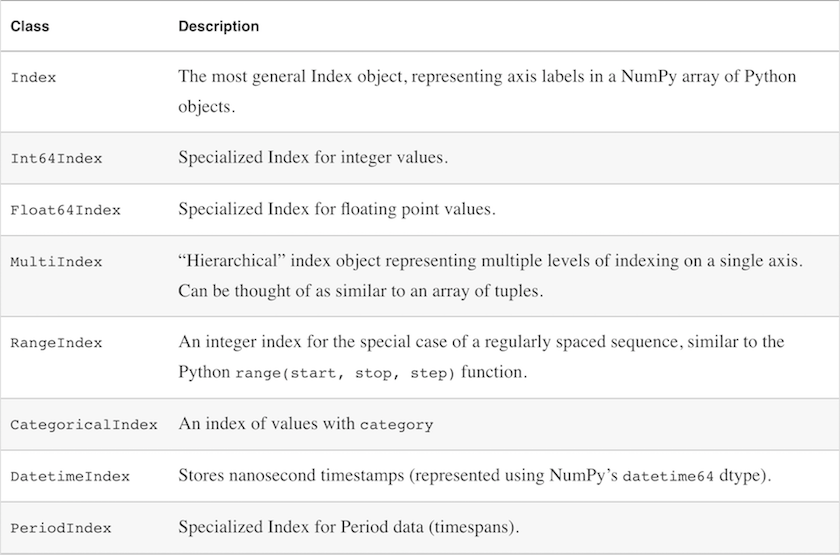 Class Description
Index The most general Index object, representing axis labels in a NumPy array of Python
objects.
Int64Index Specialized Index for integer values.
Float64Index Specialized Index for floating point values.
MultiIndex “Hierarchical” index object representing multiple levels of indexing on a single axis.
Can be thought of as similar to an array of tuples.
RangeIndex An integer index for the special case of a regularly spaced sequence, similar to the
Python range(start, stop, step) function.
CategoricalIndex An index of values with category
DatetimeIndex Stores nanosecond timestamps (represented using NumPy’s datetime64 dtype).
PeriodIndex Specialized Index for Period data (timespans).